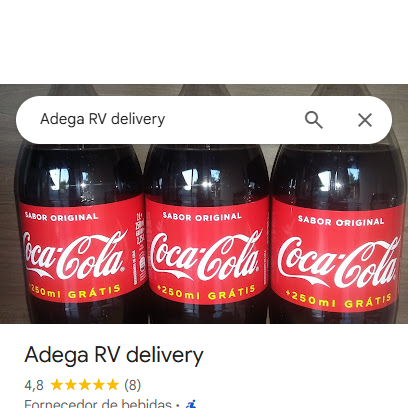 Adega RV delivery
SABOR ORIGINAL SABOR ORIGINAL SABOR ORIGINAL
Coca-Cola Coca-Cola Coca-Cola
+250ml GRÁTIS +250ml GRÁTIS +250ml GRÁTIS
Adega RV delivery
4,8 (8)
Fornecedor de bebidas ·